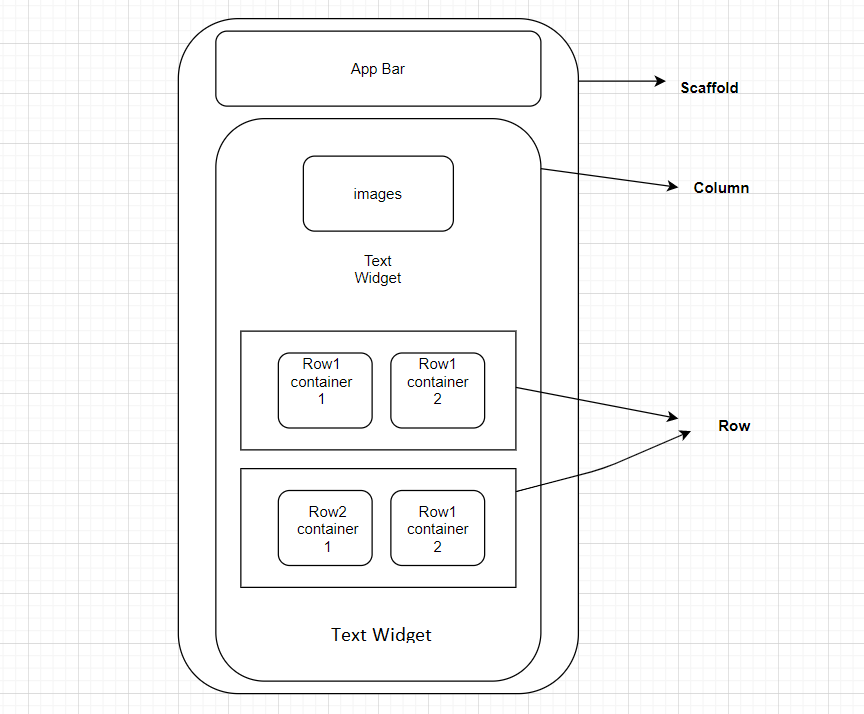 App Bar
Scaffold
images
Column
Text
Widget
Row1
container
1
Row1
container
2
Row
Row2
container
1
Row1
container
2
Text Widget